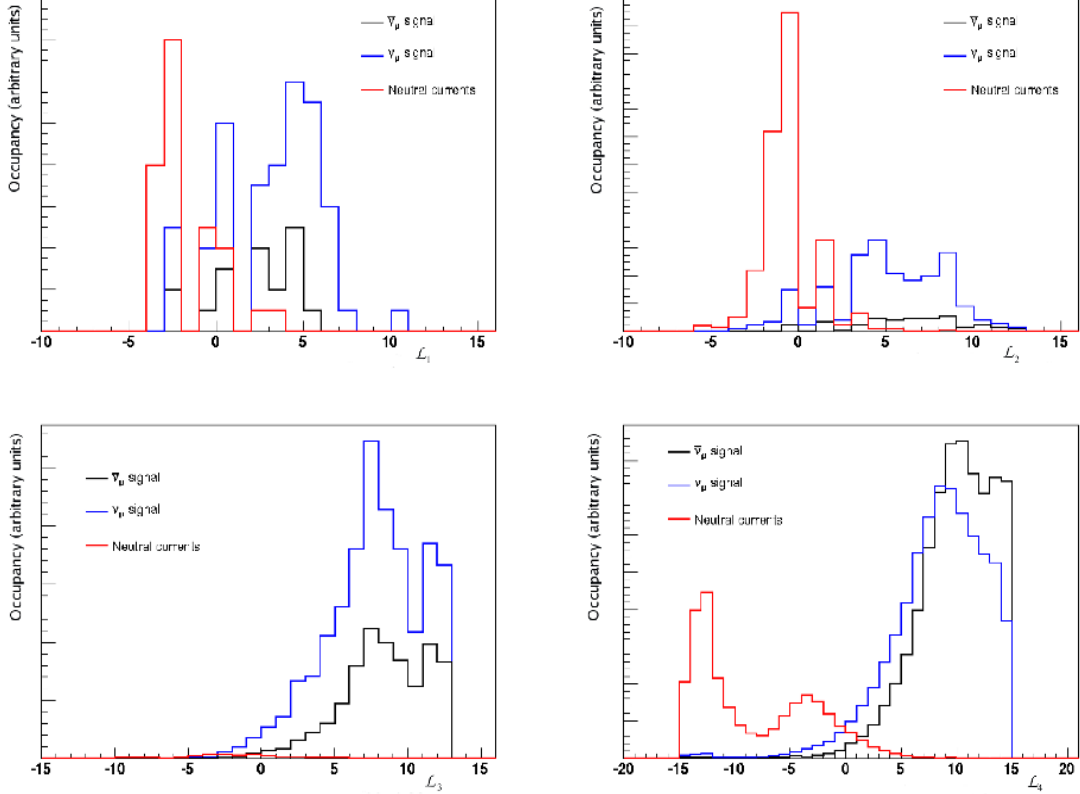 Occupancy (arbitrary units)
ν̅μ signal
νμ signal
Neutral currents
-10 -5 0 5 10 15
ℒ1
Occupancy (arbitrary units)
ν̅μ signal
νμ signal
Neutral currents
-10 -5 0 5 10 15
ℒ2
Occupancy (arbitrary units)
ν̅μ signal
νμ signal
Neutral currents
-15 -10 -5 0 5 10 15
ℒ3
Occupancy (arbitrary units)
ν̅μ signal
νμ signal
Neutral currents
-20 -15 -10 -5 0 5 10 15 20
ℒ4